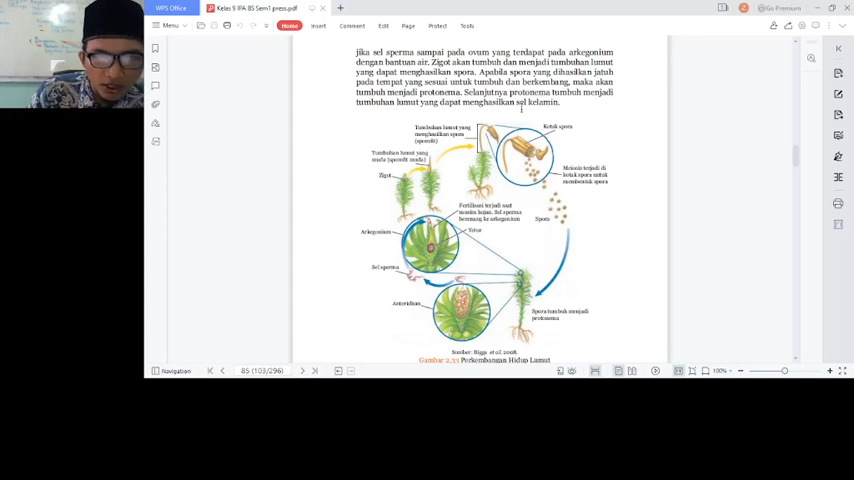 WPS Office
Kelas 9 IPA BS Sem1 press.pdf
Go Premium
Menu
Home
Insert
Comment
Edit
Page
Protect
Tools
jika sel sperma sampai pada ovum yang terdapat pada arkegonium
dengan bantuan air. Zigot akan tumbuh dan menjadi tumbuhan lumut
yang dapat menghasilkan spora. Apabila spora yang dihasilkan jatuh
pada tempat yang sesuai untuk tumbuh dan berkembang, maka akan
tumbuh menjadi protonema. Selanjutnya protonema tumbuh menjadi
tumbuhan lumut yang dapat menghasilkan sel kelamin.
Tumbuhan lumut yang
menghasilkan spora
(sporofit)
Kotak spora
Tumbuhan lumut yang
muda (sporofit muda)
Zigot
Meiosis terjadi di
kotak spora untuk
membentuk spora
Fertilisasi terjadi saat
musim hujan. Sel sperma
berenang ke arkegonium
Spora
Arkegonium
Telur
Sel sperma
Anteridium
Spora tumbuh menjadi
protonema
Sumber: Biggs et al. 2008.
Gambar 2.33 Perkembangan Hidup Lumut
Navigation
85 (103/296)
100%